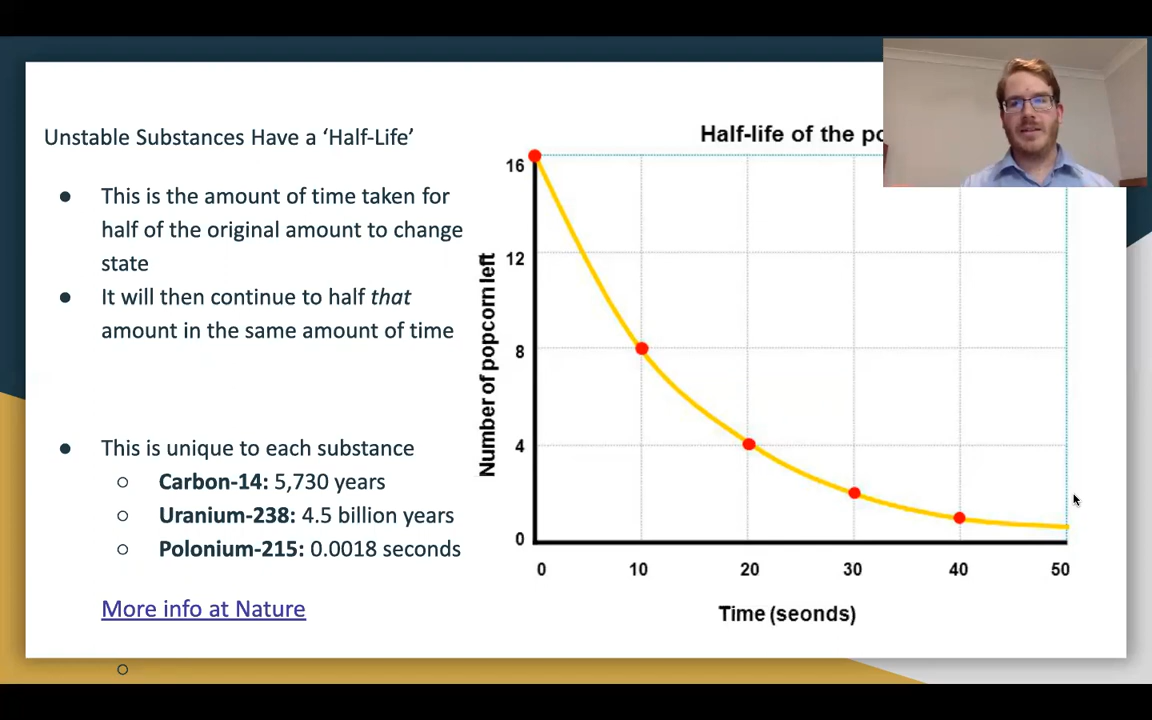 Unstable Substances Have a ‘Half-Life’
● This is the amount of time taken for
half of the original amount to change
state
● It will then continue to half that
amount in the same amount of time
● This is unique to each substance
○ Carbon-14: 5,730 years
○ Uranium-238: 4.5 billion years
○ Polonium-215: 0.0018 seconds
More info at Nature
○
Half-life of the
Number of popcorn left
16
12
8
4
0
0 10 20 30 40 50
Time (seonds)